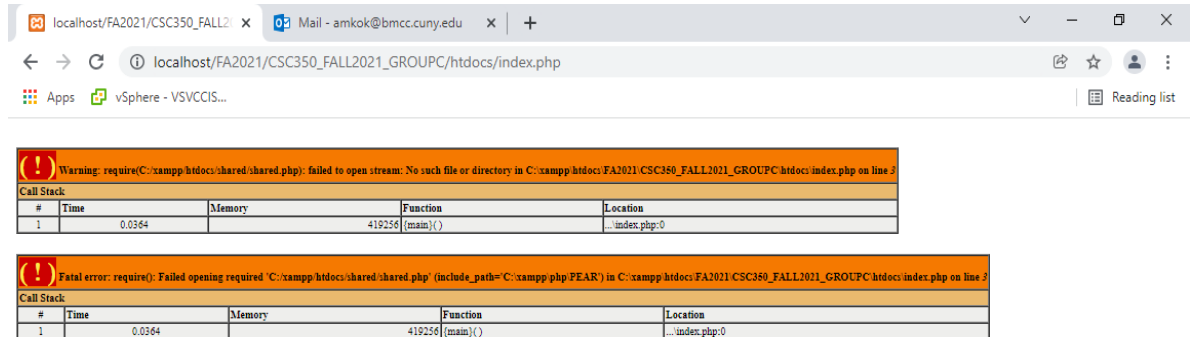 localhost/FA2021/CSC350_FALL2
Mail - amkok@bmcc.cuny.edu
localhost/FA2021/CSC350_FALL2021_GROUPC/htdocs/index.php
Apps vSphere - VSVCCIS... Reading list
( ! ) Warning: require(C:/xampp/htdocs/shared/shared.php): failed to open stream: No such file or directory in C:\xampp\htdocs\FA2021\CSC350_FALL2021_GROUPC\htdocs\index.php on line 3
Call Stack
# Time Memory Function Location
1 0.0364 419256 {main}( ) ...\index.php:0
( ! ) Fatal error: require(): Failed opening required 'C:/xampp/htdocs/shared/shared.php' (include_path='C:\xampp\php\PEAR') in C:\xampp\htdocs\FA2021\CSC350_FALL2021_GROUPC\htdocs\index.php on line 3
Call Stack
# Time Memory Function Location
1 0.0364 419256 {main}( ) ...\index.php:0